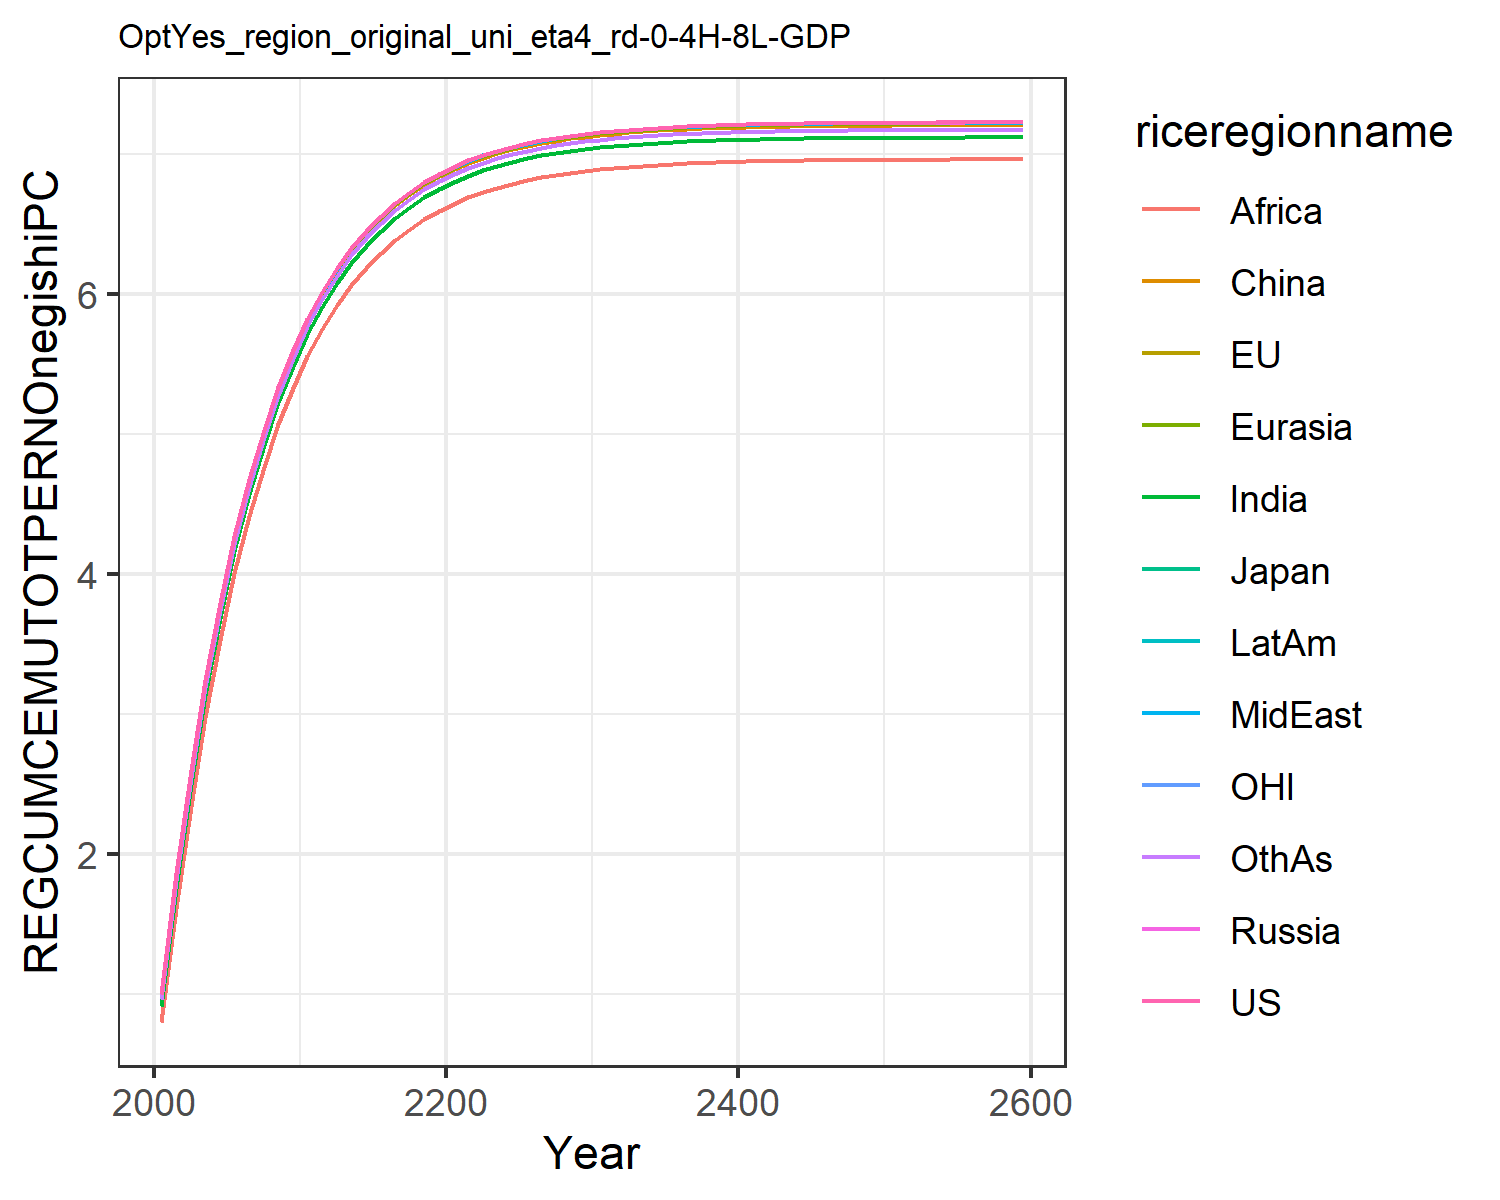 OptYes_region_original_uni_eta4_rd-0-4H-8L-GDP
REGCUMCEMUTOTPERNOnegishiPC
6
4
2
2000
2200
2400
2600
Year
riceregionname
Africa
China
EU
Eurasia
India
Japan
LatAm
MidEast
OHI
OthAs
Russia
US